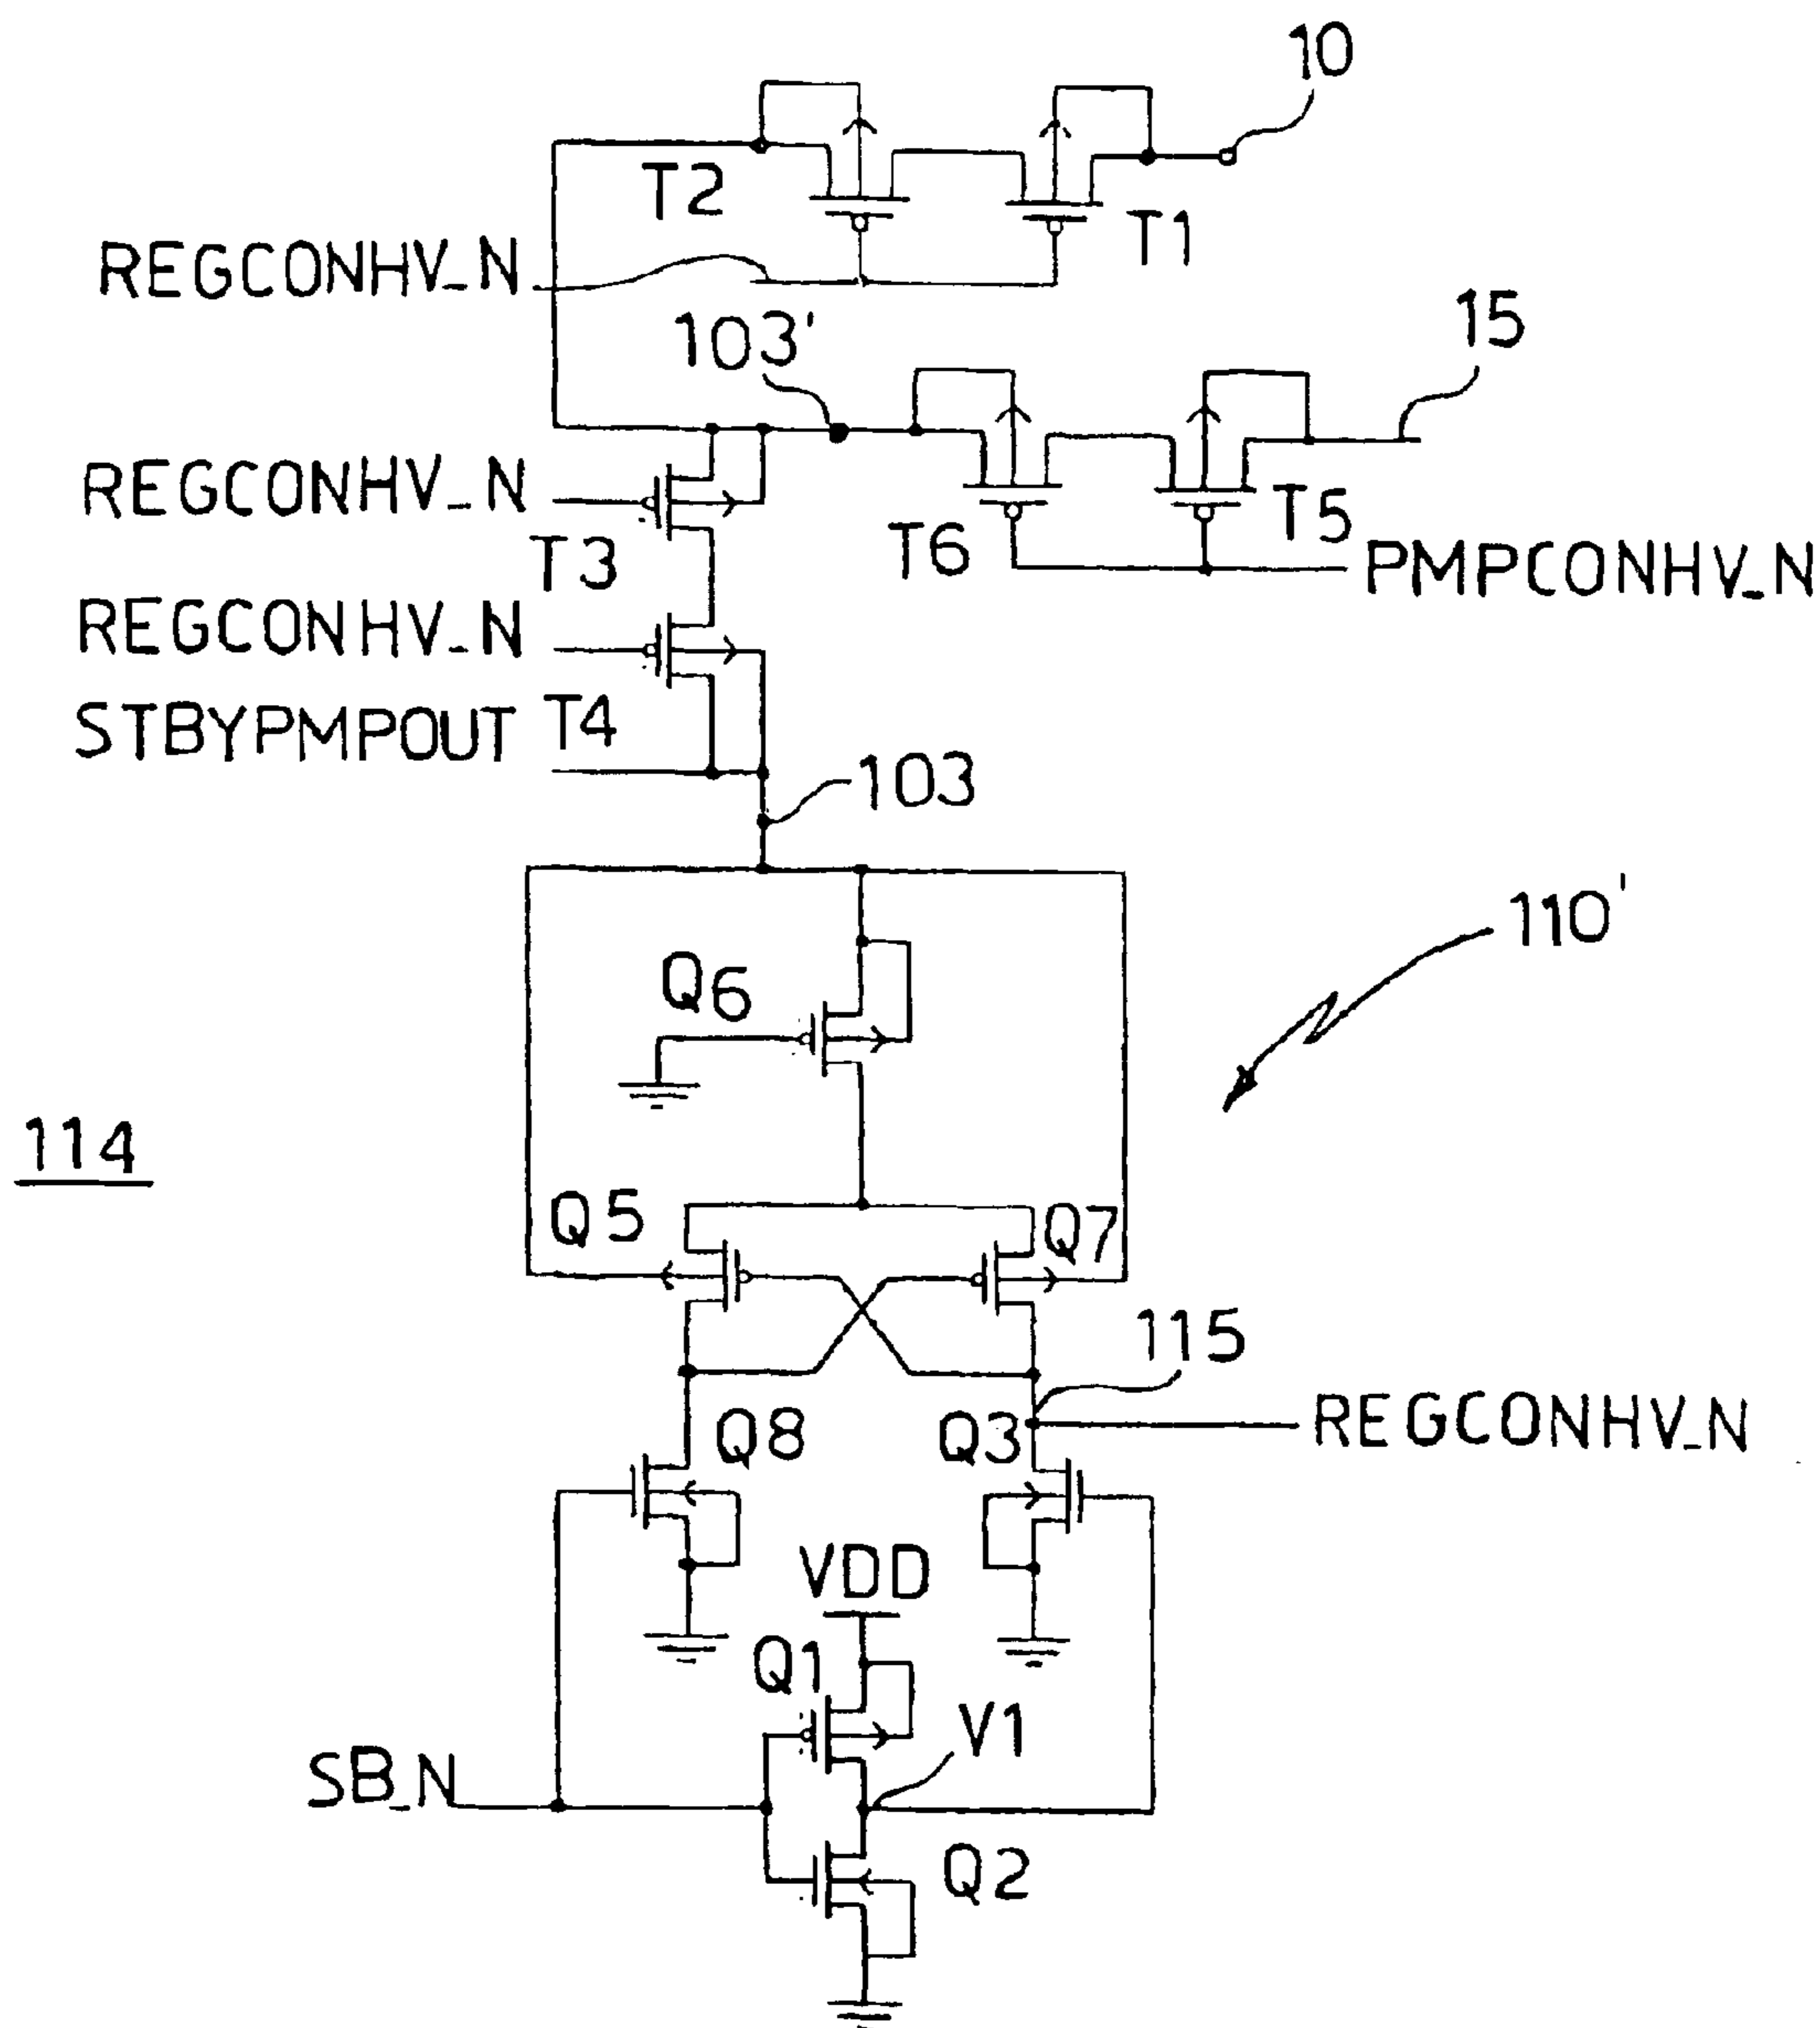 10
T2
T1
REGCONHV_N
103'
15
REGCONHV_N
T3
T6
T5
PMPCONHV_N
REGCONHV_N
STBYPMPOUT
T4
103
110'
Q6
114
Q5
Q7
115
Q8
Q3
REGCONHV_N
VDD
Q1
V1
SB_N
Q2